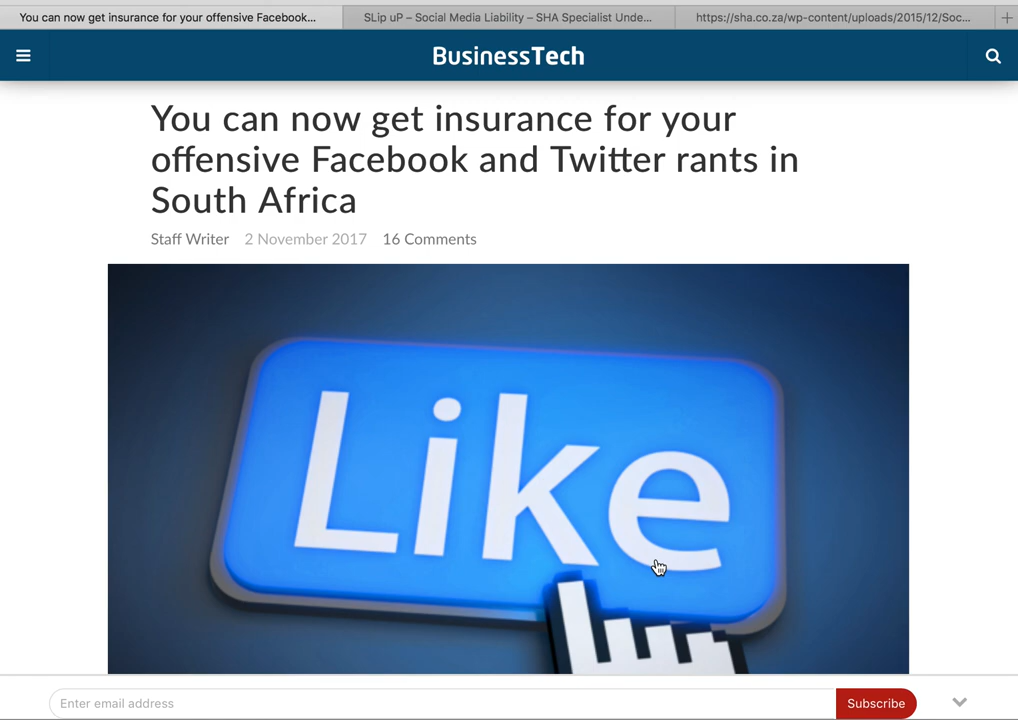 You can now get insurance for your offensive Facebook...
SLip uP – Social Media Liability – SHA Specialist Unde...
https://sha.co.za/wp-content/uploads/2015/12/Soc...
BusinessTech
You can now get insurance for your
offensive Facebook and Twitter rants in
South Africa
Staff Writer 2 November 2017 16 Comments
Like
Enter email address
Subscribe